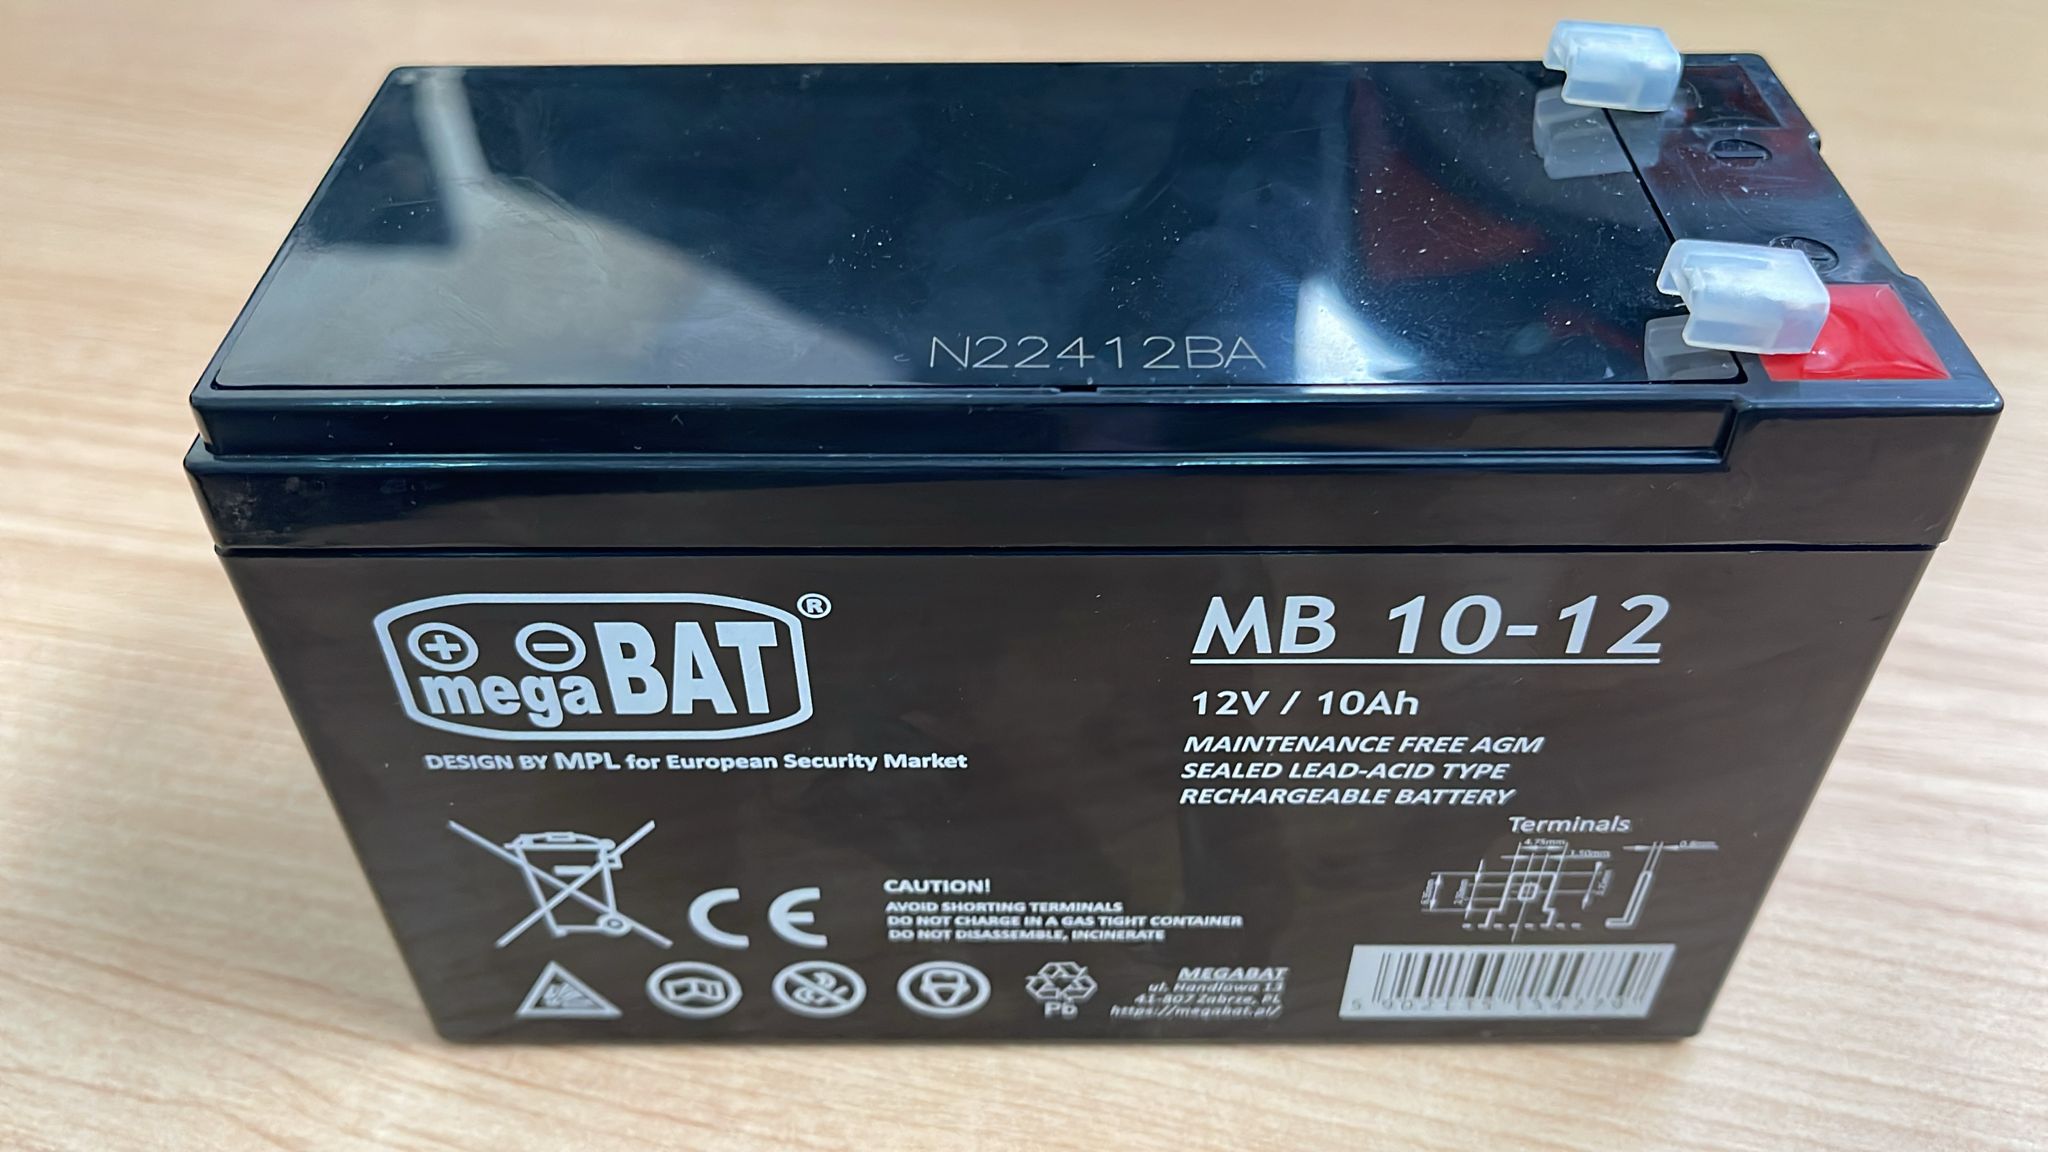 N22412BA
megaBAT®
DESIGN BY MPL for European Security Market
MB 10-12
12V / 10Ah
MAINTENANCE FREE AGM
SEALED LEAD-ACID TYPE
RECHARGEABLE BATTERY
Terminals
4.75mm
CE
CAUTION!
AVOID SHORTING TERMINALS
DO NOT CHARGE IN A GAS TIGHT CONTAINER
DO NOT DISASSEMBLE, INCINERATE
Pb
MEGABAT
ul. Handlowa 13
41-807 Zabrze, PL
https://megabat.pl/